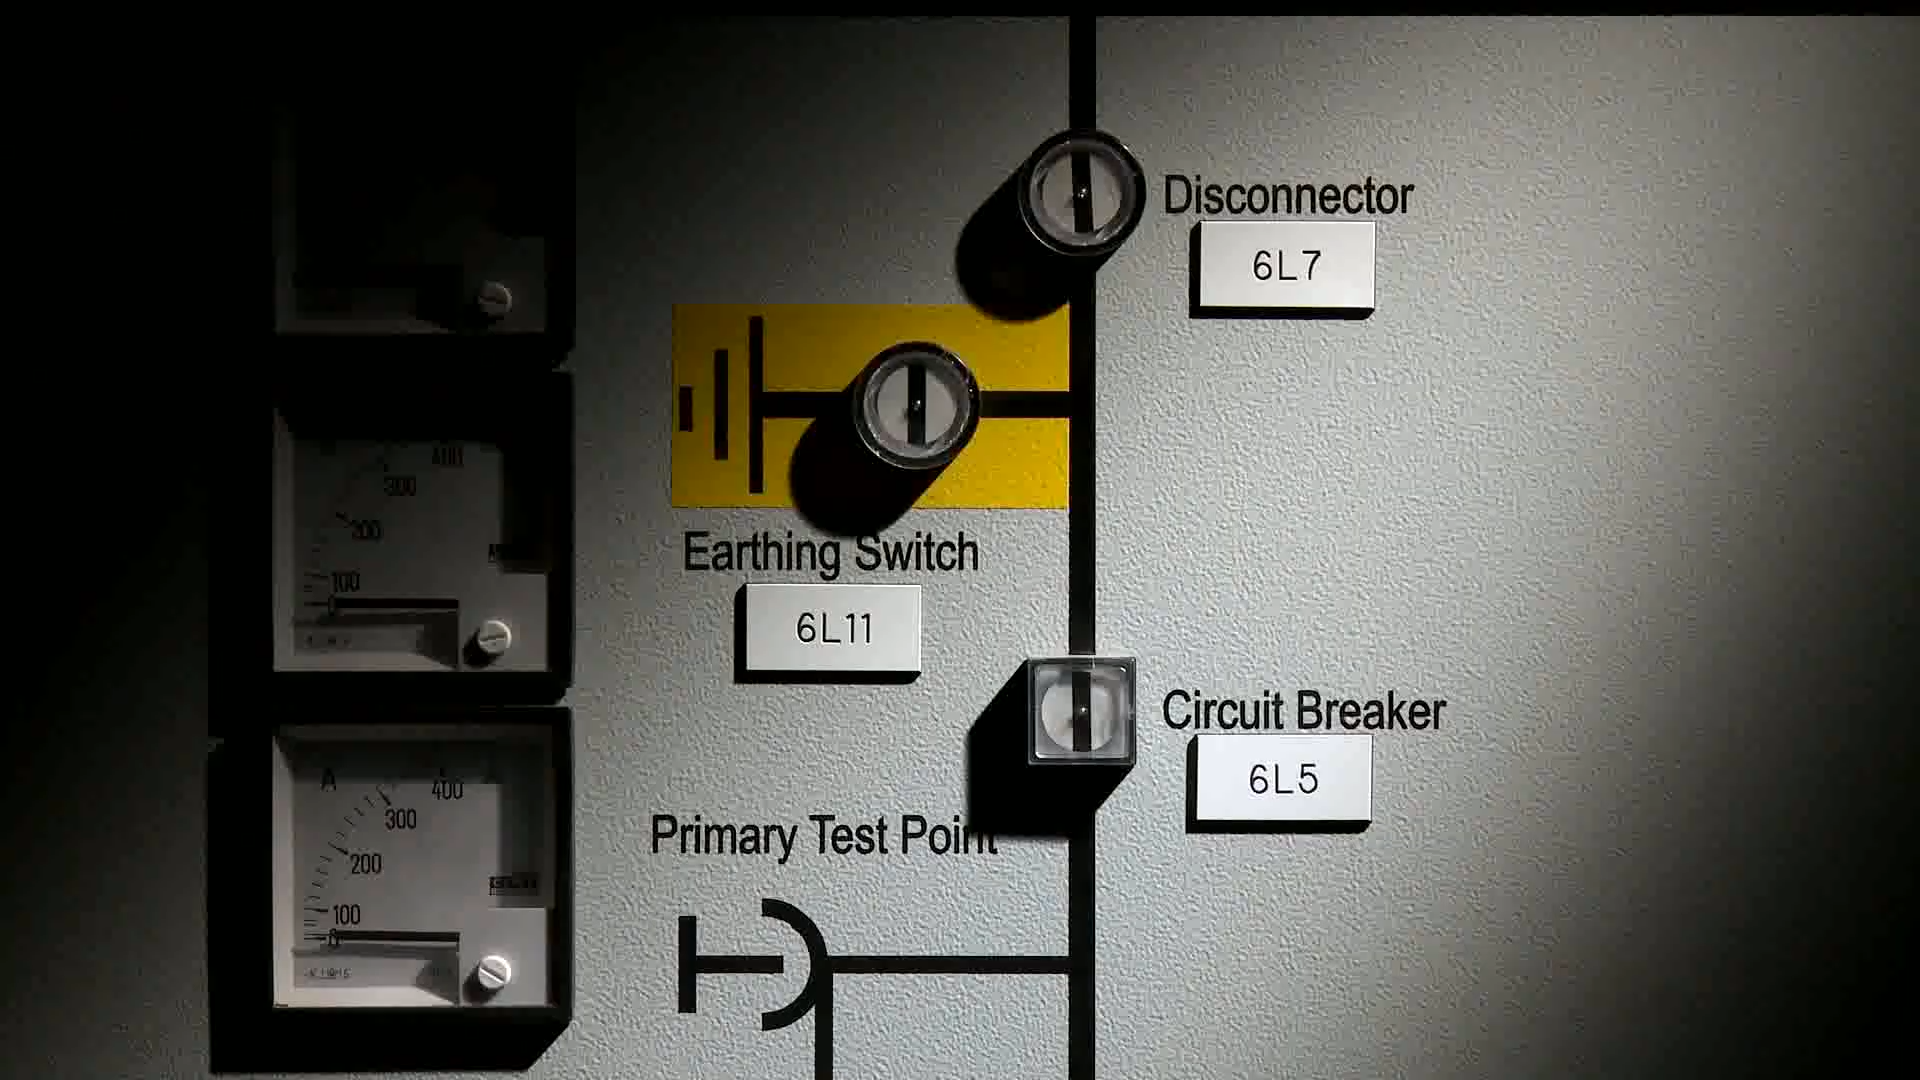 Disconnector
6L7
Earthing Switch
6L11
Circuit Breaker
6L5
Primary Test Point
400
300
200
100
0
A
400
300
200
100
0